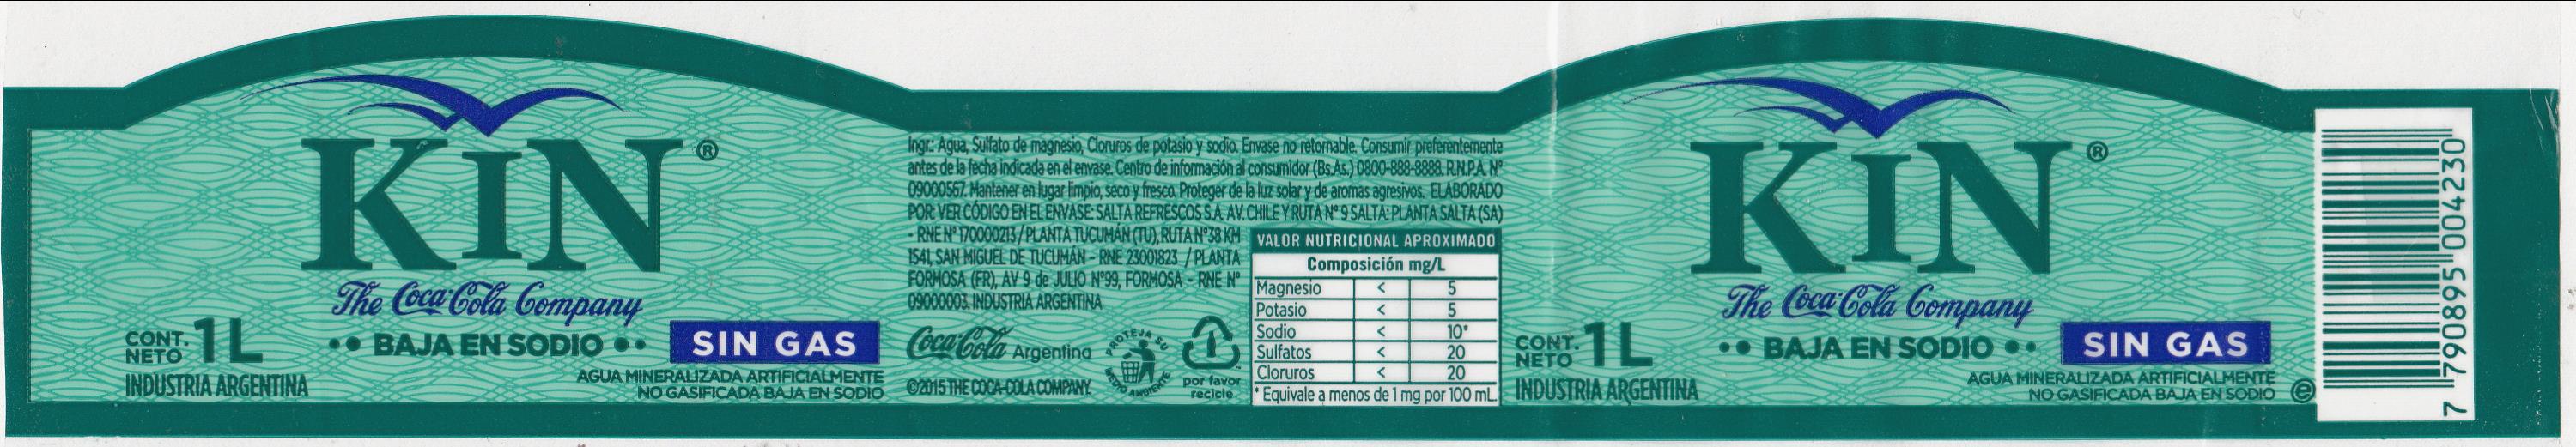 KIN®
The Coca-Cola Company
CONT. NETO 1 L
•• BAJA EN SODIO ••
SIN GAS
INDUSTRIA ARGENTINA
AGUA MINERALIZADA ARTIFICIALMENTE
NO GASIFICADA BAJA EN SODIO
Ingr.: Agua, Sulfato de magnesio, Cloruros de potasio y sodio. Envase no retornable. Consumir preferentemente
antes de la fecha indicada en el envase. Centro de información al consumidor (Bs.As.) 0800-888-8888. R.N.P.A. N°
09000567. Mantener en lugar limpio, seco y fresco. Proteger de la luz solar y de aromas agresivos. ELABORADO
POR: VER CÓDIGO EN EL ENVASE: SALTA REFRESCOS S.A. AV. CHILE Y RUTA N° 9 SALTA: PLANTA SALTA (SA)
- RNE N° 170000213 / PLANTA TUCUMÁN (TU), RUTA N°38 KM
1541, SAN MIGUEL DE TUCUMÁN - RNE 23001823 / PLANTA
FORMOSA (FR), AV 9 de JULIO N°99, FORMOSA - RNE N°
09000003. INDUSTRIA ARGENTINA
Coca-Cola Argentina
©2015 THE COCA-COLA COMPANY.
PROTEJA SU MEDIO AMBIENTE
1
por favor
recicle
VALOR NUTRICIONAL APROXIMADO
Composición mg/L
Magnesio < 5
Potasio < 5
Sodio < 10*
Sulfatos < 20
Cloruros < 20
* Equivale a menos de 1 mg por 100 mL.
KIN®
The Coca-Cola Company
CONT. NETO 1 L
•• BAJA EN SODIO ••
SIN GAS
INDUSTRIA ARGENTINA
AGUA MINERALIZADA ARTIFICIALMENTE
NO GASIFICADA BAJA EN SODIO
e
7 790895 004230